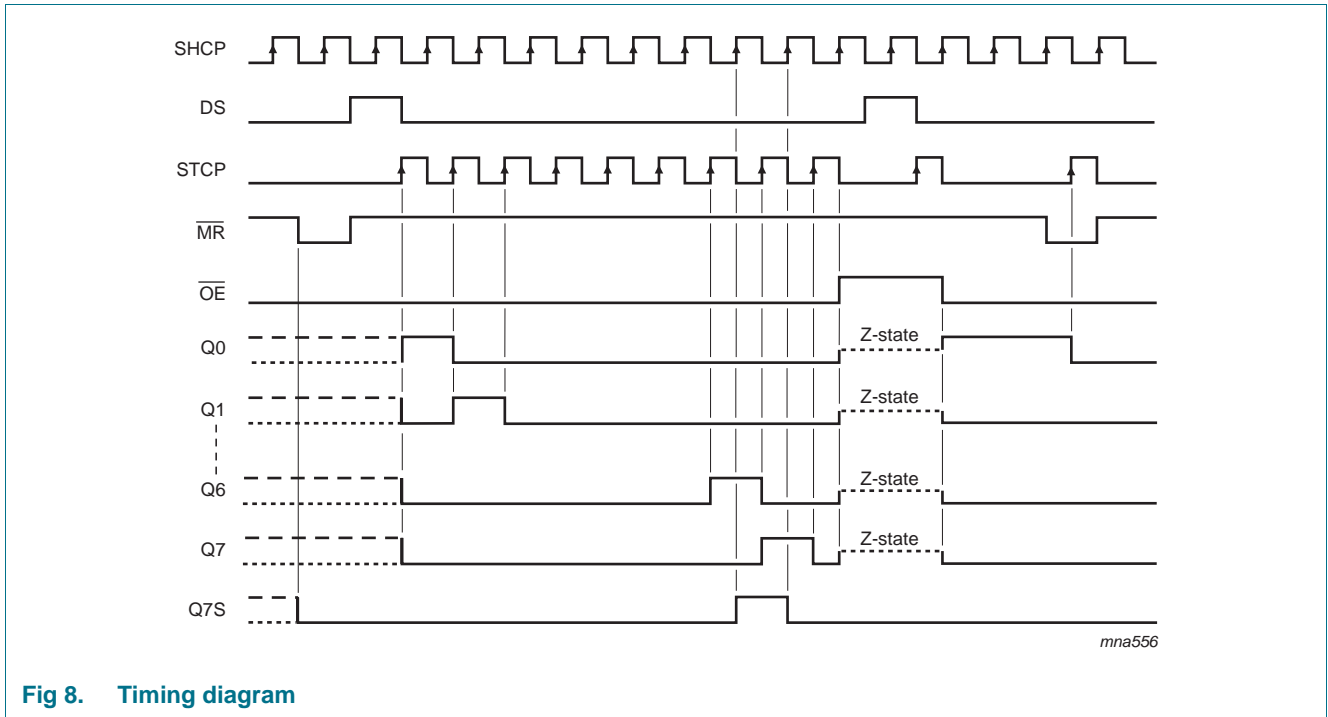 SHCP
DS
STCP
MR
OE
Q0
Z-state
Q1
Z-state
Q6
Z-state
Q7
Z-state
Q7S
mna556
Fig 8. Timing diagram